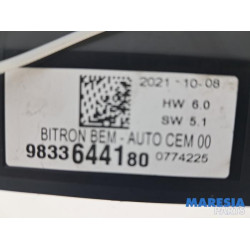 2021-10-08
HW 6.0
SW 5.1
BITRON BEM - AUTO CEM 00
9833644180 0774225
MARESIA